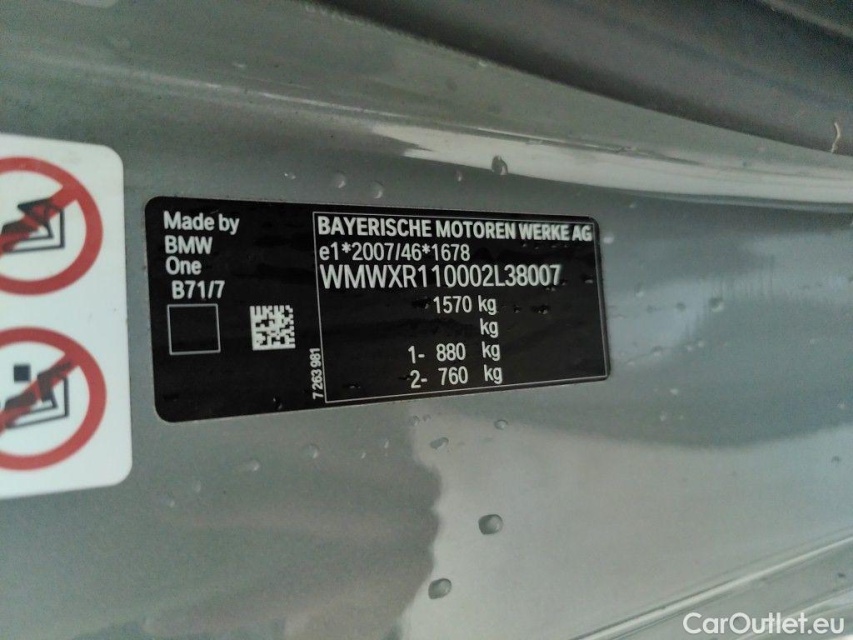 Made by
BMW
One
B71/7
7 263 981
BAYERISCHE MOTOREN WERKE AG
e1*2007/46*1678
WMWXR110002L38007
1570 kg
kg
1- 880 kg
2- 760 kg
CarOutlet.eu